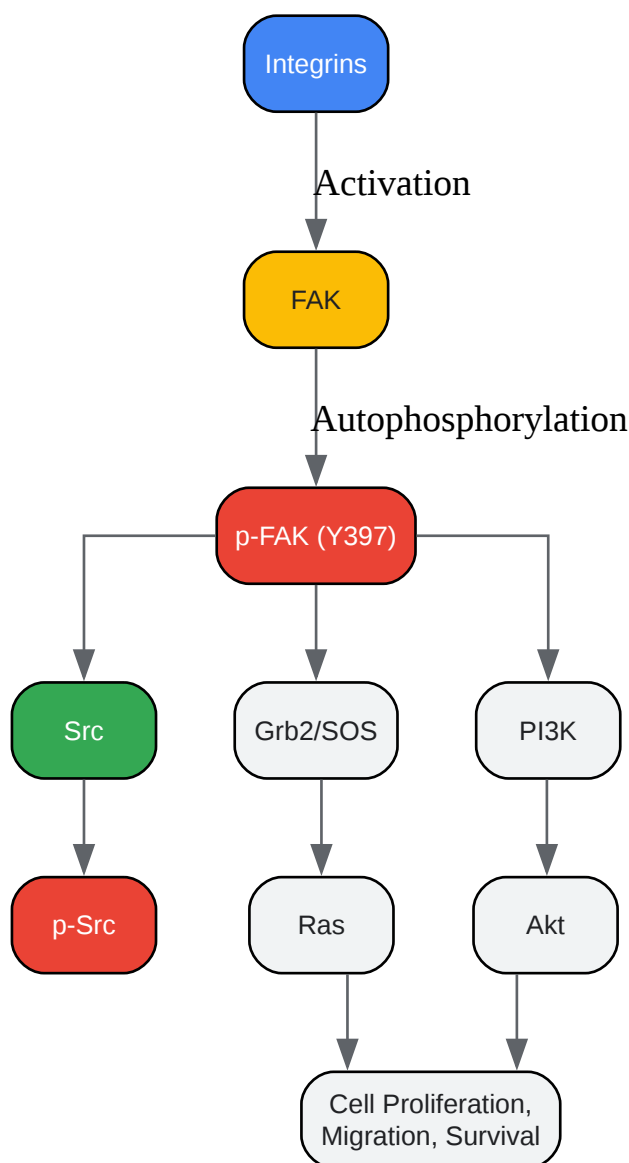 Integrins
Activation
FAK
Autophosphorylation
p-FAK (Y397)
Src
Grb2/SOS
PI3K
p-Src
Ras
Akt
Cell Proliferation,
Migration, Survival